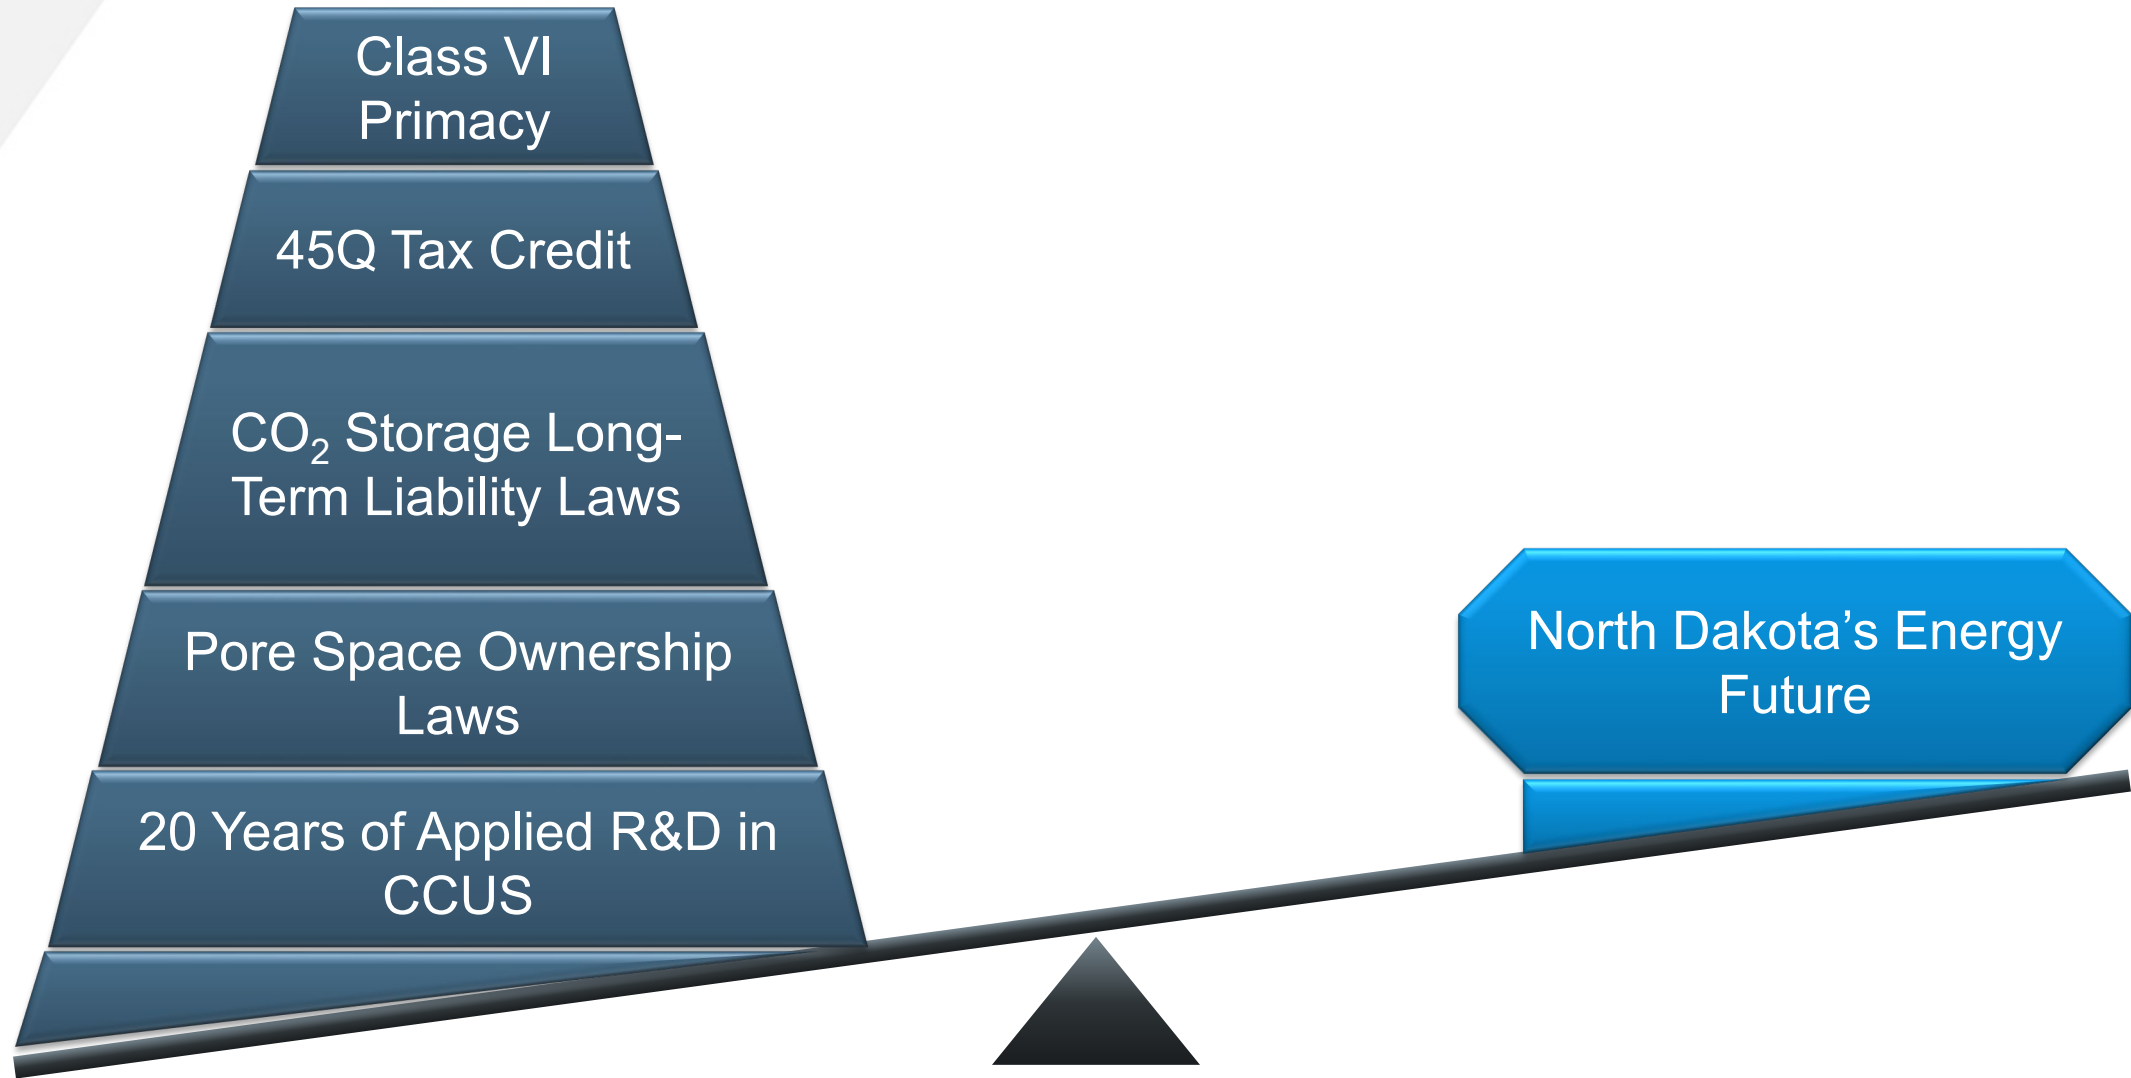 Class VI
Primacy
45Q Tax Credit
CO₂ Storage Long-
Term Liability Laws
Pore Space Ownership
Laws
20 Years of Applied R&D in
CCUS
North Dakota’s Energy
Future